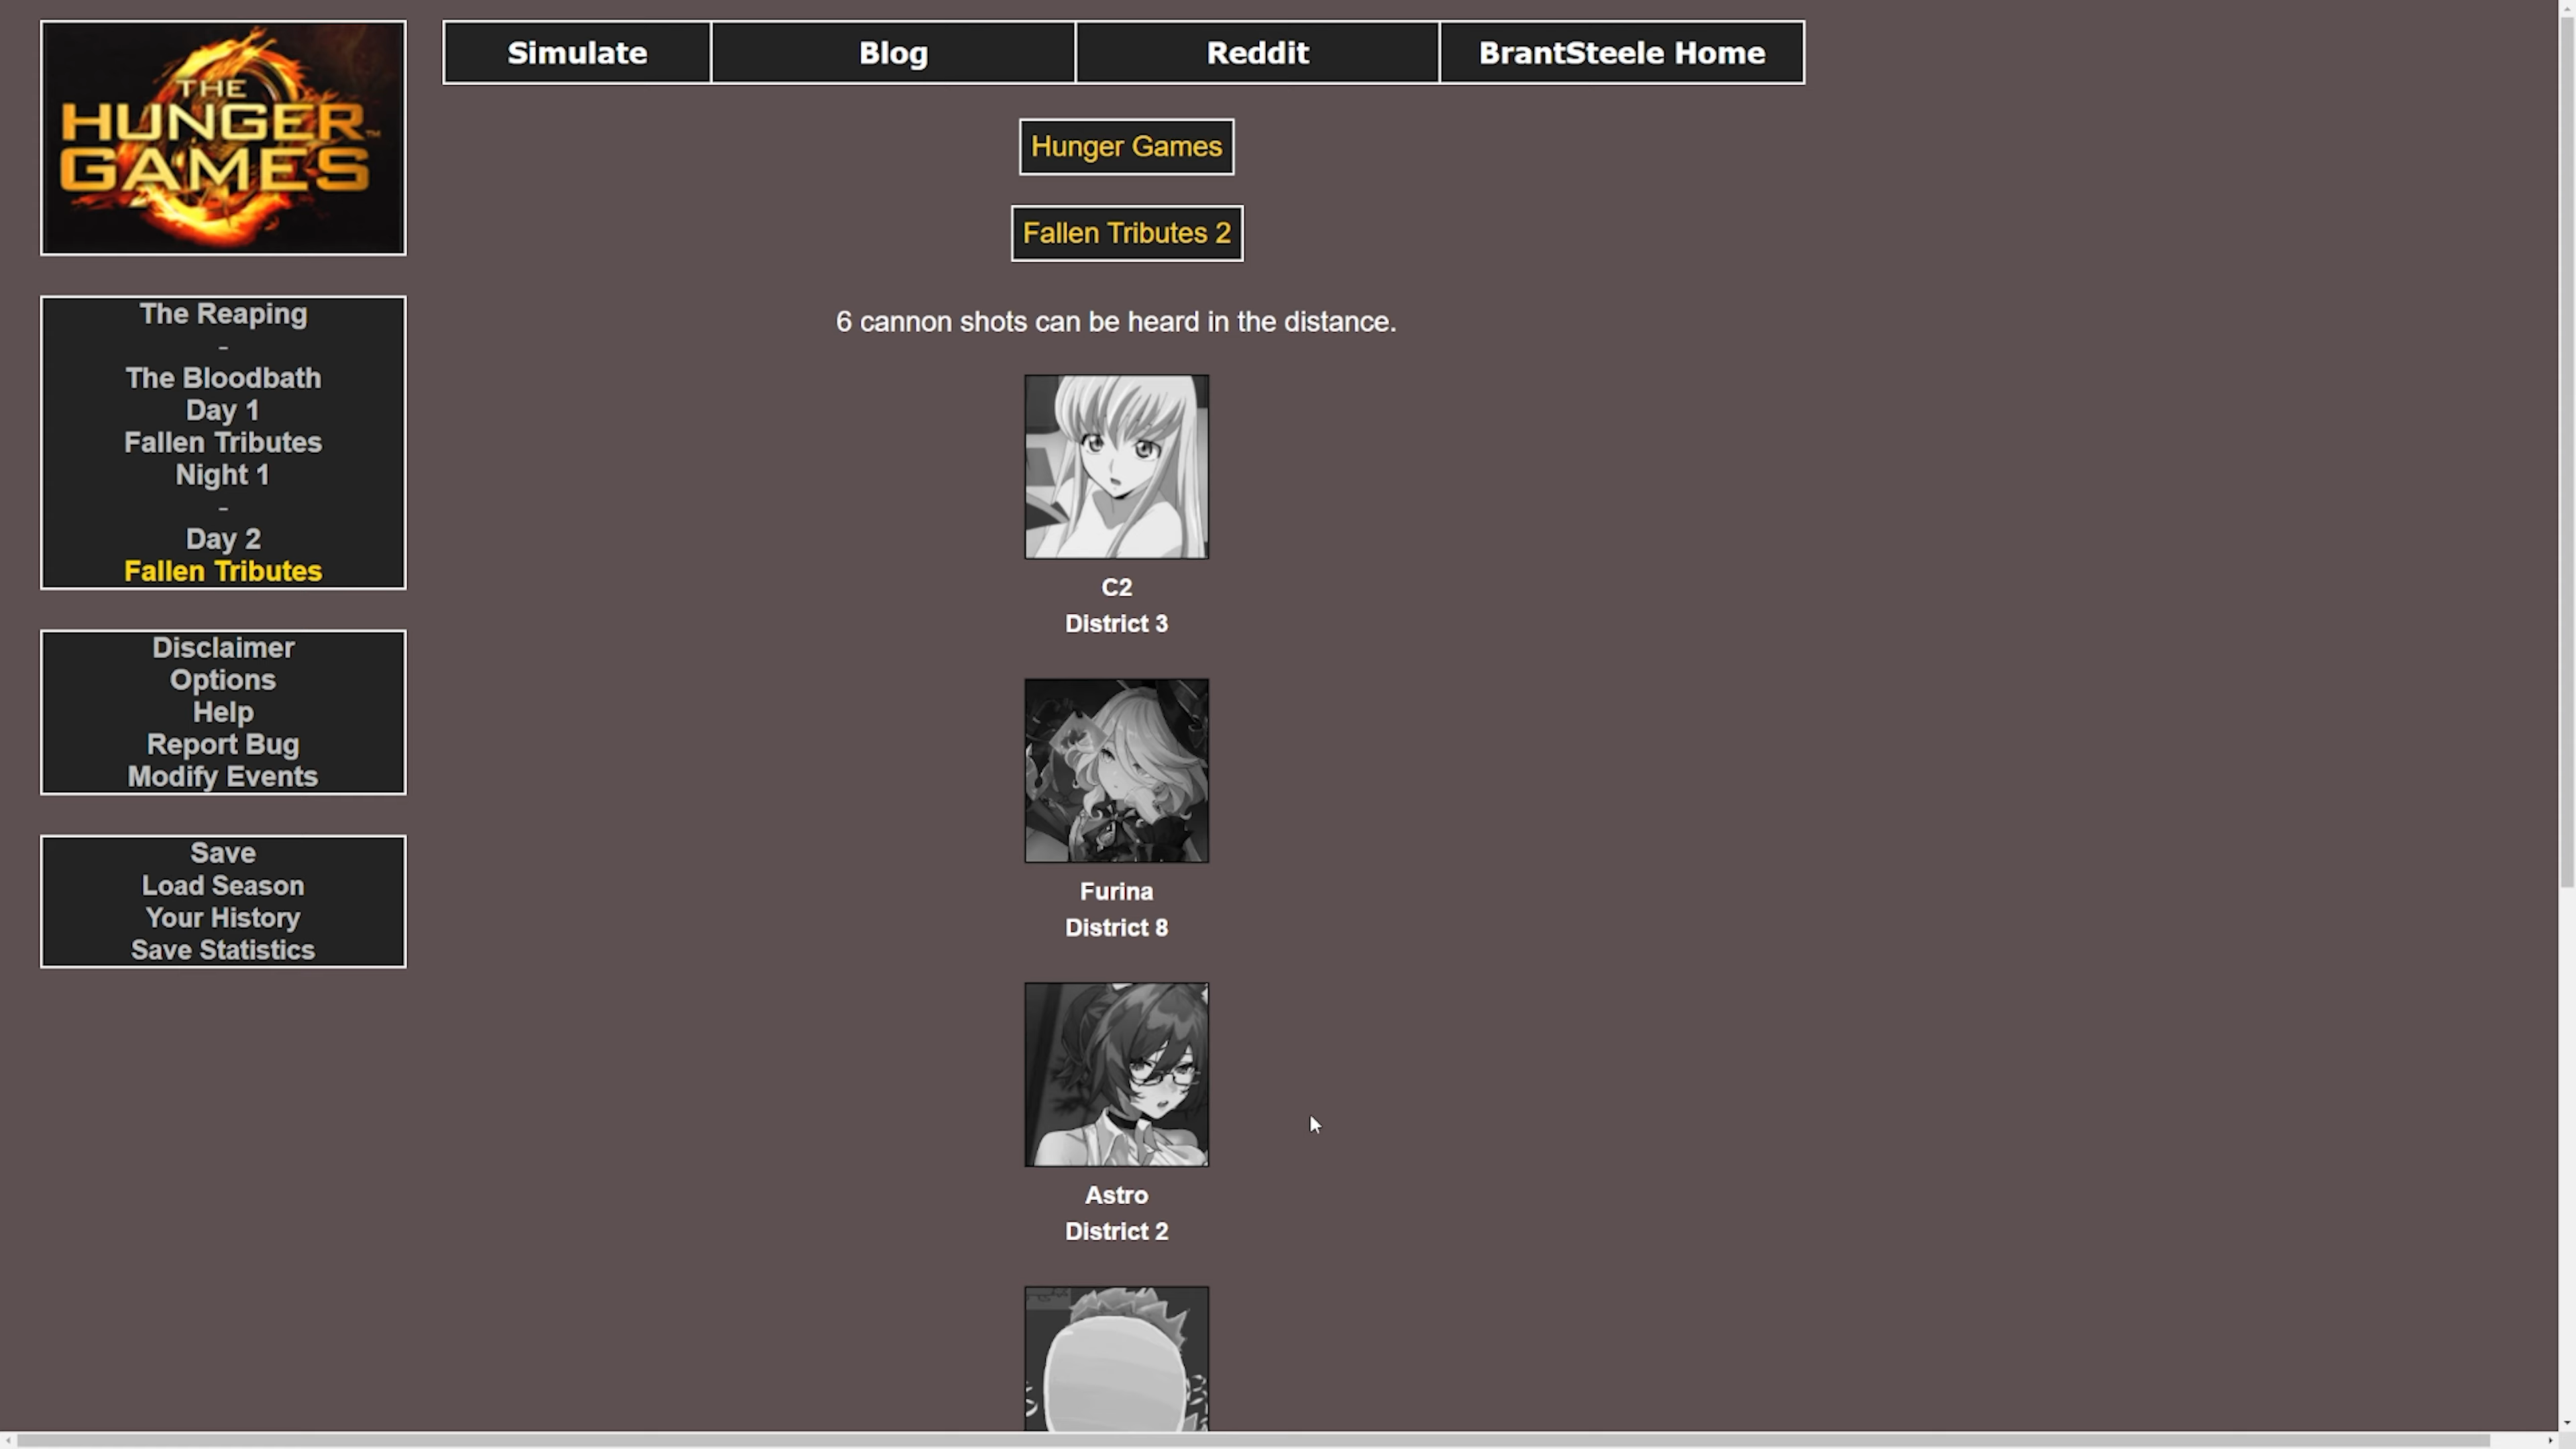 THE
HUNGER
GAMES
Simulate
Blog
Reddit
BrantSteele Home
Hunger Games
Fallen Tributes 2
6 cannon shots can be heard in the distance.
The Reaping
-
The Bloodbath
Day 1
Fallen Tributes
Night 1
-
Day 2
Fallen Tributes
Disclaimer
Options
Help
Report Bug
Modify Events
Save
Load Season
Your History
Save Statistics
C2
District 3
Furina
District 8
Astro
District 2